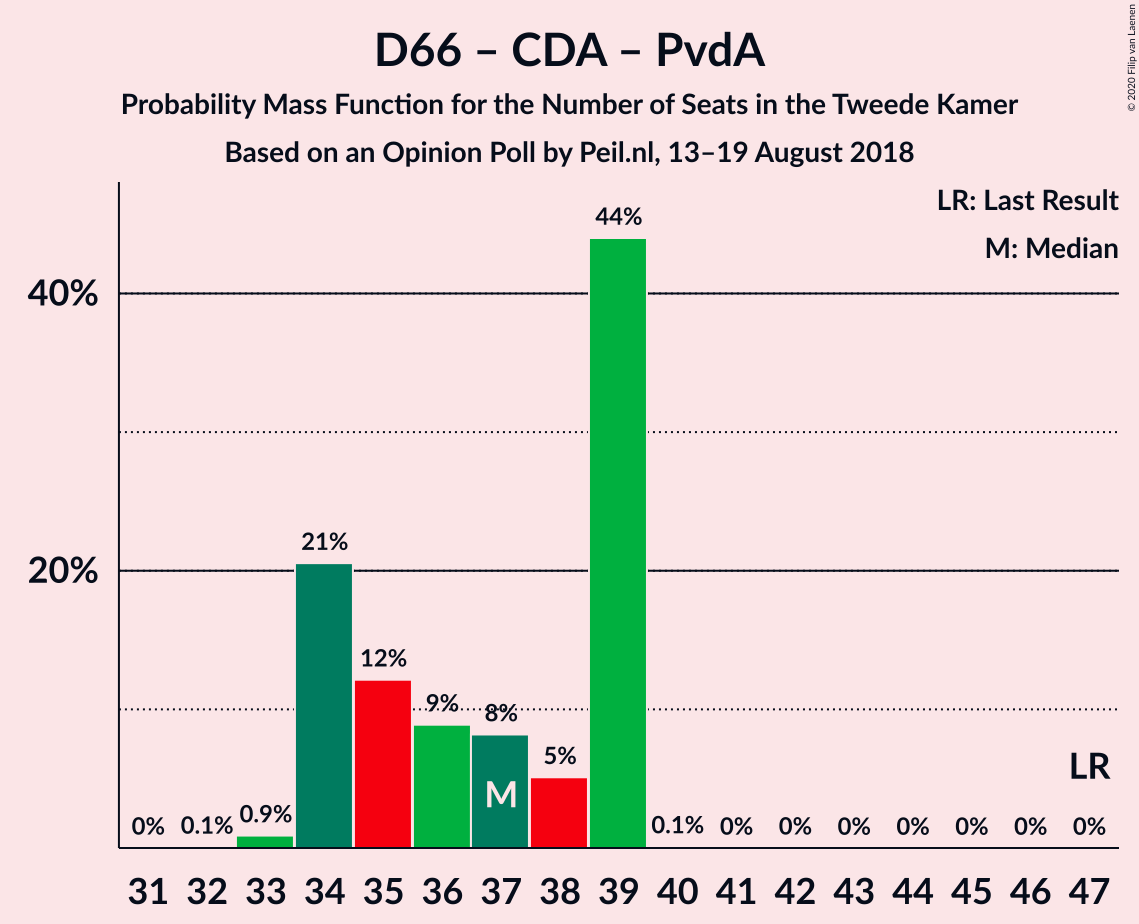 D66 – CDA – PvdA
Probability Mass Function for the Number of Seats in the Tweede Kamer
Based on an Opinion Poll by Peil.nl, 13–19 August 2018
© 2020 Filip van Laenen
LR: Last Result
M: Median
40%
20%
0%
0.1%
0.9%
21%
12%
9%
8%
5%
44%
0.1%
0%
0%
0%
0%
0%
0%
0%
M
LR
31 32 33 34 35 36 37 38 39 40 41 42 43 44 45 46 47